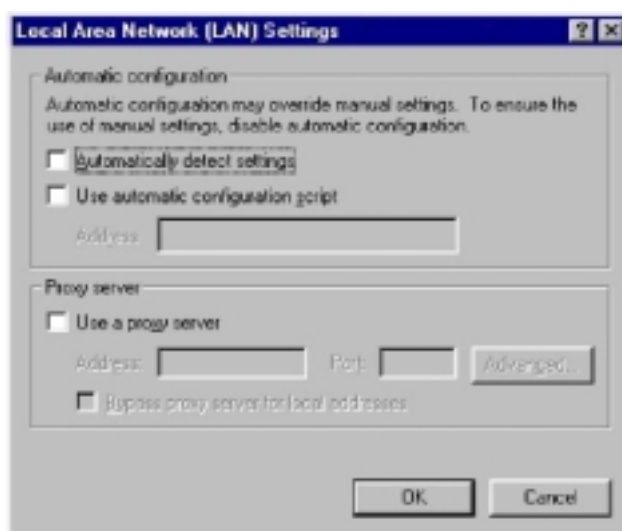 Local Area Network (LAN) Settings
Automatic configuration
Automatic configuration may override manual settings. To ensure the
use of manual settings, disable automatic configuration.
Automatically detect settings
Use automatic configuration script
Address
Proxy server
Use a proxy server
Address: Port: Advanced...
Bypass proxy server for local addresses
OK Cancel